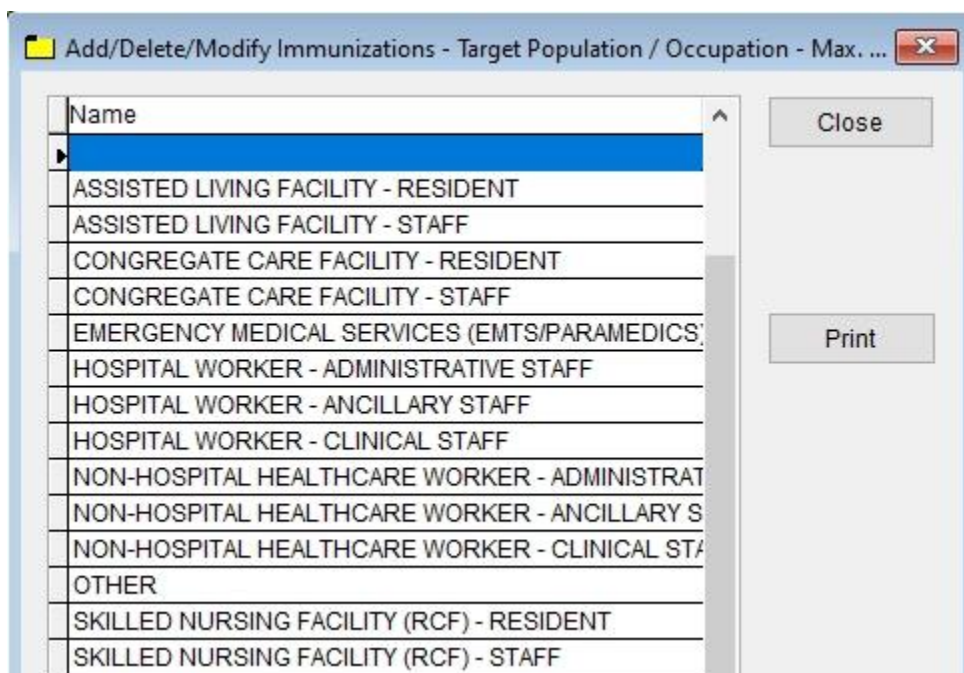 Add/Delete/Modify Immunizations - Target Population / Occupation - Max. ...
Name
Close
ASSISTED LIVING FACILITY - RESIDENT
ASSISTED LIVING FACILITY - STAFF
CONGREGATE CARE FACILITY - RESIDENT
CONGREGATE CARE FACILITY - STAFF
EMERGENCY MEDICAL SERVICES (EMTS/PARAMEDICS)
Print
HOSPITAL WORKER - ADMINISTRATIVE STAFF
HOSPITAL WORKER - ANCILLARY STAFF
HOSPITAL WORKER - CLINICAL STAFF
NON-HOSPITAL HEALTHCARE WORKER - ADMINISTRAT
NON-HOSPITAL HEALTHCARE WORKER - ANCILLARY S
NON-HOSPITAL HEALTHCARE WORKER - CLINICAL STA
OTHER
SKILLED NURSING FACILITY (RCF) - RESIDENT
SKILLED NURSING FACILITY (RCF) - STAFF